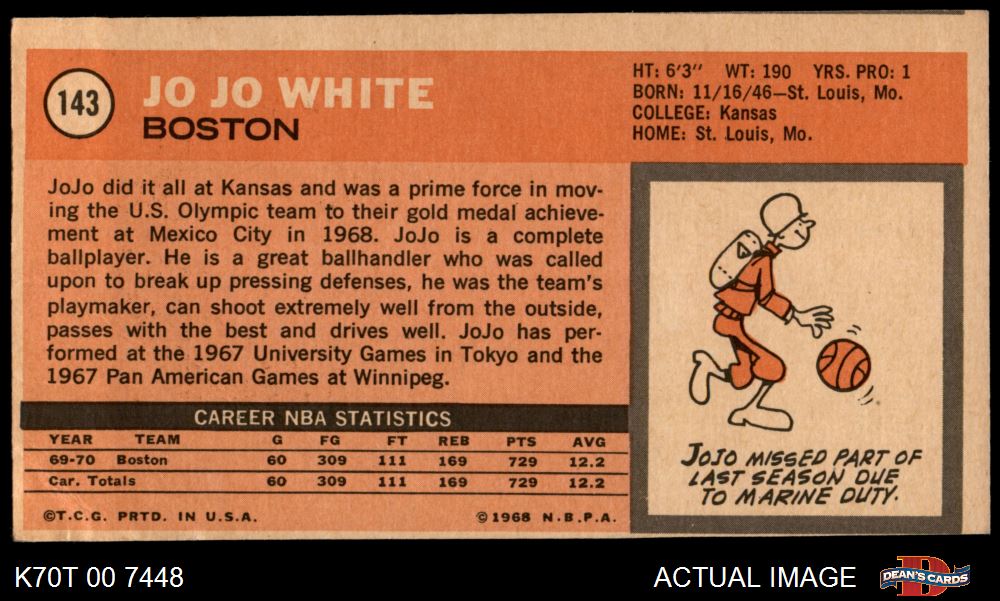 143
JO JO WHITE
BOSTON
HT: 6'3" WT: 190 YRS. PRO: 1
BORN: 11/16/46—St. Louis, Mo.
COLLEGE: Kansas
HOME: St. Louis, Mo.
JoJo did it all at Kansas and was a prime force in mov-
ing the U.S. Olympic team to their gold medal achieve-
ment at Mexico City in 1968. JoJo is a complete
ballplayer. He is a great ballhandler who was called
upon to break up pressing defenses, he was the team's
playmaker, can shoot extremely well from the outside,
passes with the best and drives well. JoJo has per-
formed at the 1967 University Games in Tokyo and the
1967 Pan American Games at Winnipeg.
CAREER NBA STATISTICS
YEAR TEAM G FG FT REB PTS AVG
69-70 Boston 60 309 111 169 729 12.2
Car. Totals 60 309 111 169 729 12.2
©T.C.G. PRTD. IN U.S.A. ©1968 N.B.P.A.
JOJO MISSED PART OF
LAST SEASON DUE
TO MARINE DUTY.
K70T 00 7448
ACTUAL IMAGE
D
DEAN'S CARDS